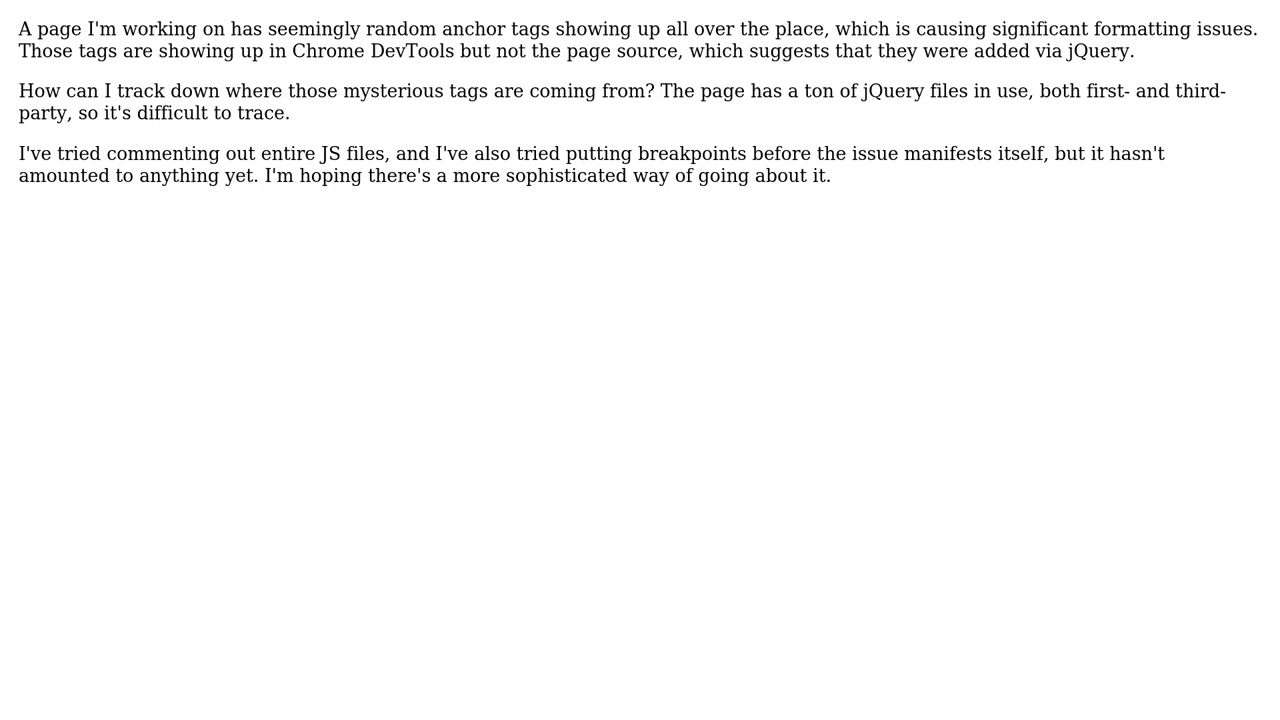 A page I'm working on has seemingly random anchor tags showing up all over the place, which is causing significant formatting issues.
Those tags are showing up in Chrome DevTools but not the page source, which suggests that they were added via jQuery.
How can I track down where those mysterious tags are coming from? The page has a ton of jQuery files in use, both first- and third-
party, so it's difficult to trace.
I've tried commenting out entire JS files, and I've also tried putting breakpoints before the issue manifests itself, but it hasn't
amounted to anything yet. I'm hoping there's a more sophisticated way of going about it.